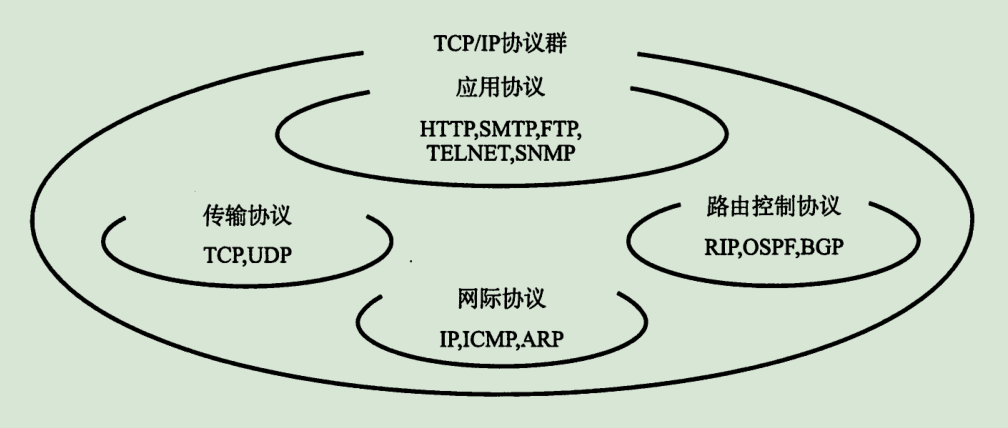 TCP/IP协议群
应用协议
HTTP,SMTP,FTP,
TELNET,SNMP
传输协议
TCP,UDP
路由控制协议
RIP,OSPF,BGP
网际协议
IP,ICMP,ARP